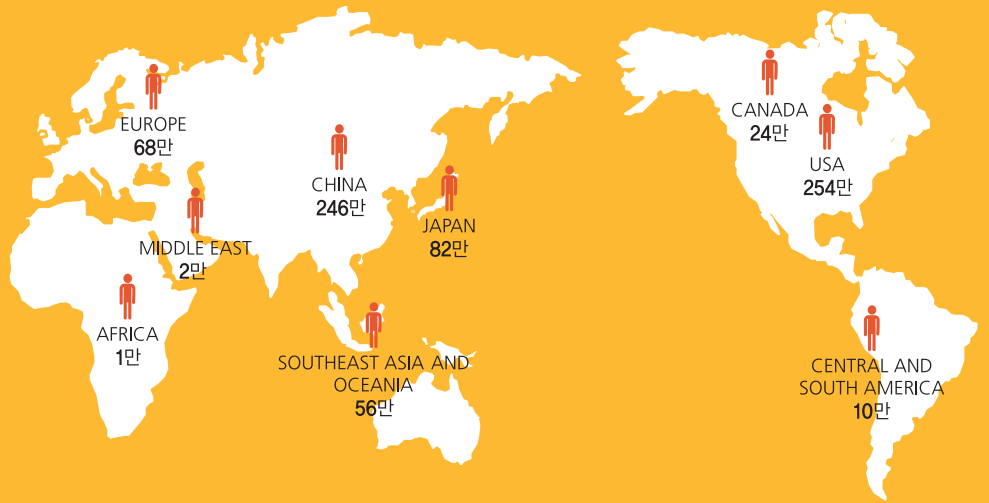 EUROPE
68만
CHINA
246만
JAPAN
82만
MIDDLE EAST
2만
AFRICA
1만
SOUTHEAST ASIA AND
OCEANIA
56만
CANADA
24만
USA
254만
CENTRAL AND
SOUTH AMERICA
10만